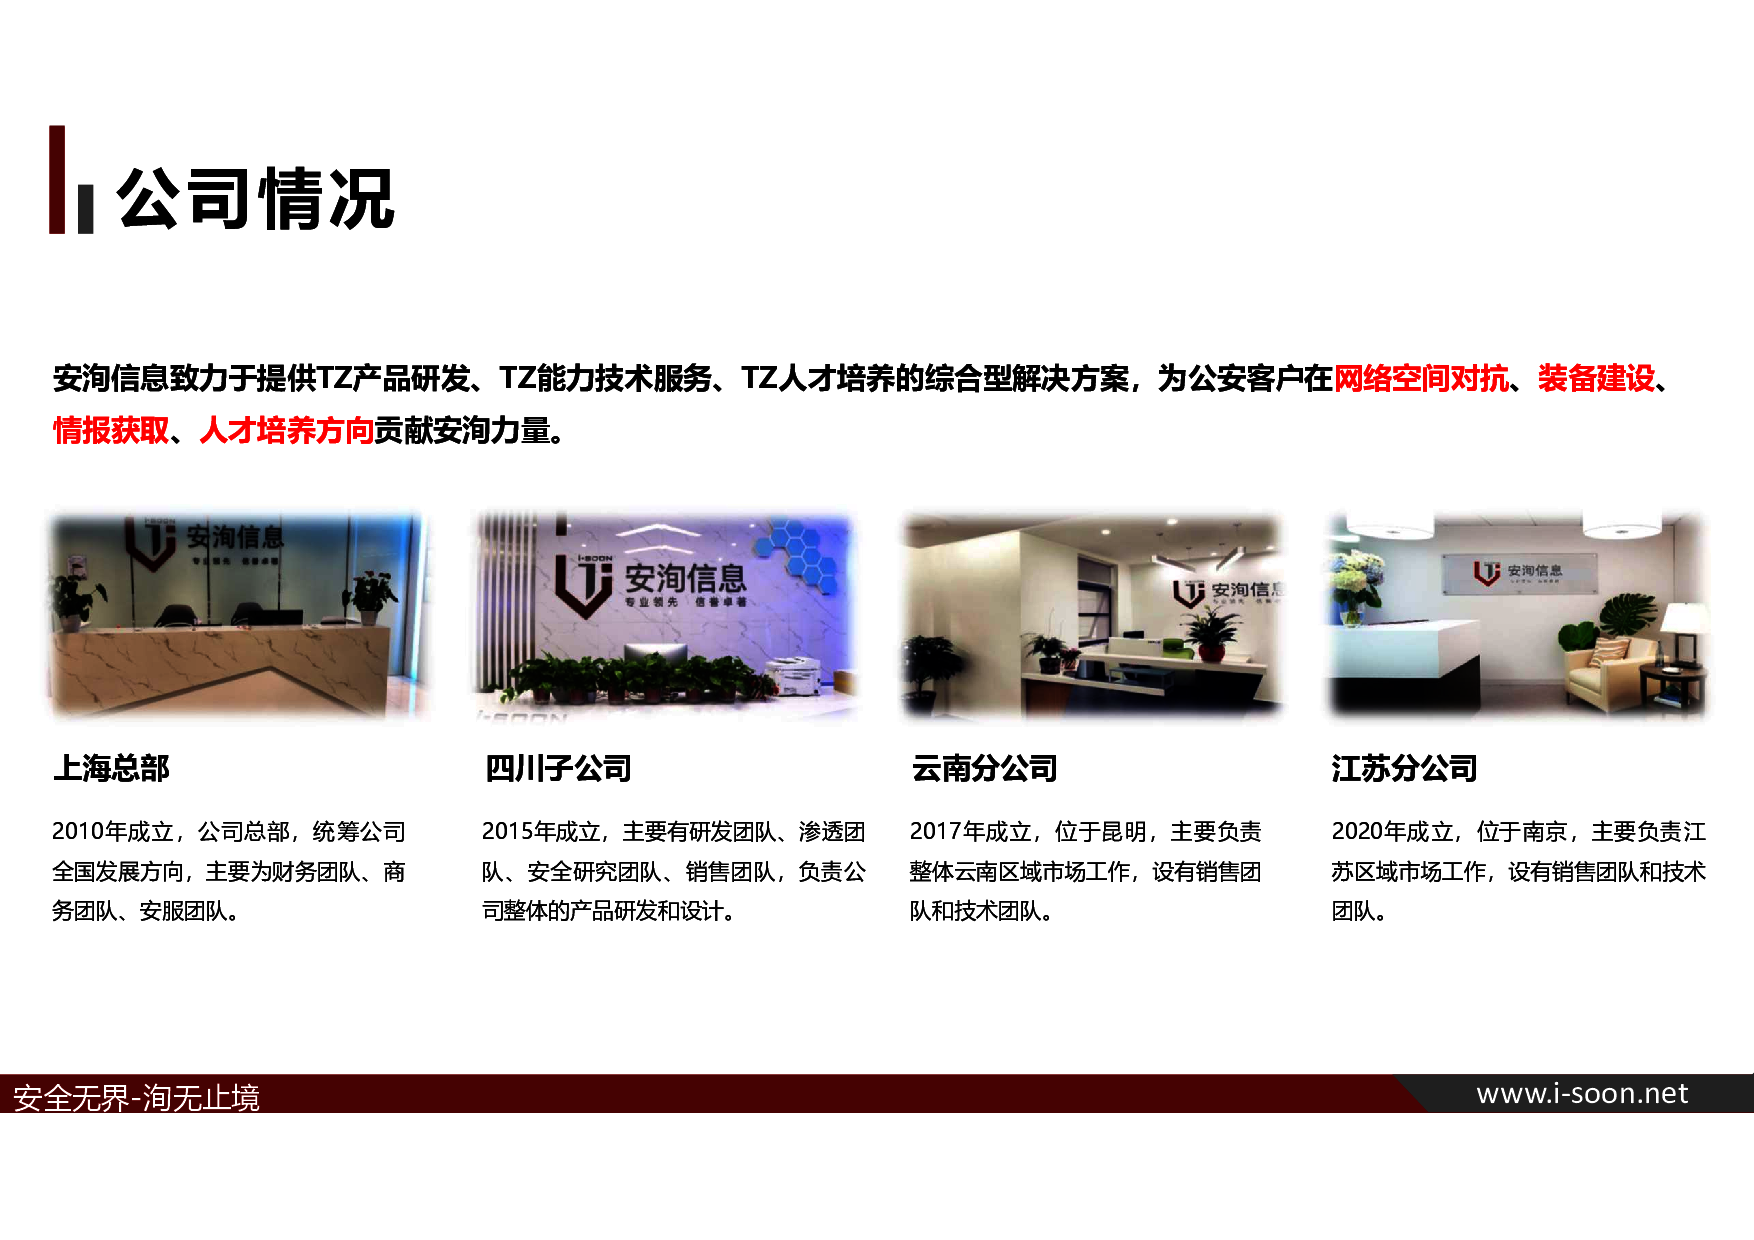 公司情况
安洵信息致力于提供TZ产品研发、TZ能力技术服务、TZ人才培养的综合型解决方案，为公安客户在网络空间对抗、装备建设、
情报获取、人才培养方向贡献安洵力量。
i-SOON
安洵信息
专业领先 信誉卓著
i-SOON
安洵信息
专业领先 信誉卓著
i-SOON
安洵信息
安洵信息
上海总部
2010年成立，公司总部，统筹公司
全国发展方向，主要为财务团队、商
务团队、安服团队。
四川子公司
2015年成立，主要有研发团队、渗透团
队、安全研究团队、销售团队，负责公
司整体的产品研发和设计。
云南分公司
2017年成立，位于昆明，主要负责
整体云南区域市场工作，设有销售团
队和技术团队。
江苏分公司
2020年成立，位于南京，主要负责江
苏区域市场工作，设有销售团队和技术
团队。
安全无界-洵无止境
www.i-soon.net